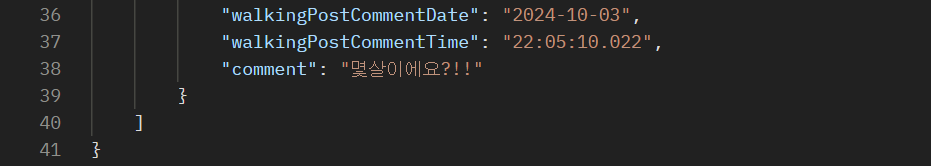 36 "walkingPostCommentDate": "2024-10-03",
37 "walkingPostCommentTime": "22:05:10.022",
38 "comment": "몇살이에요?!!"
39 }
40 ]
41 }